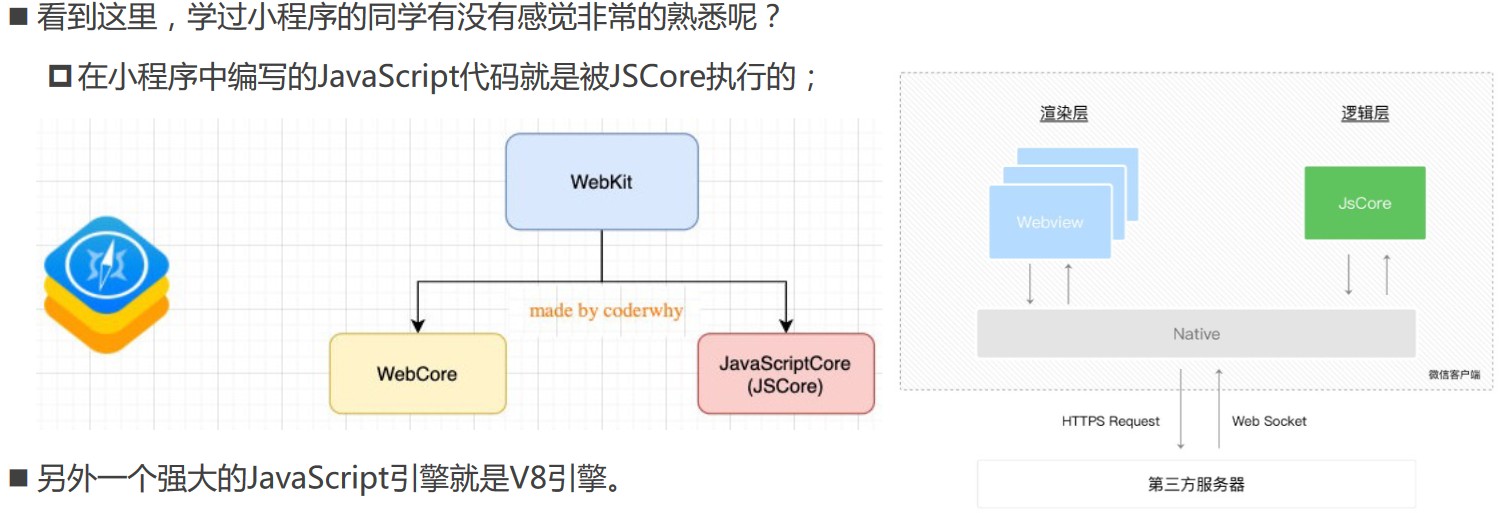 看到这里，学过小程序的同学有没有感觉非常的熟悉呢？
在小程序中编写的JavaScript代码就是被JSCore执行的；
WebKit
made by coderwhy
WebCore
JavaScriptCore
(JSCore)
渲染层
逻辑层
Webview
JsCore
Native
微信客户端
HTTPS Request
Web Socket
第三方服务器
另外一个强大的JavaScript引擎就是V8引擎。